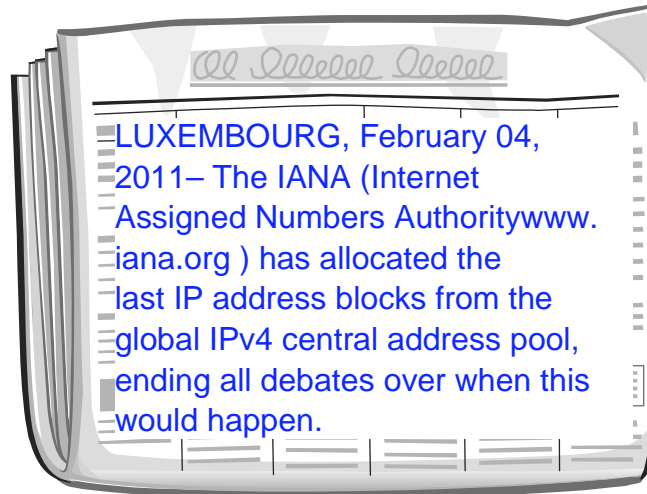 LUXEMBOURG, February 04,
2011– The IANA (Internet
Assigned Numbers Authoritywww.
iana.org ) has allocated the
last IP address blocks from the
global IPv4 central address pool,
ending all debates over when this
would happen.